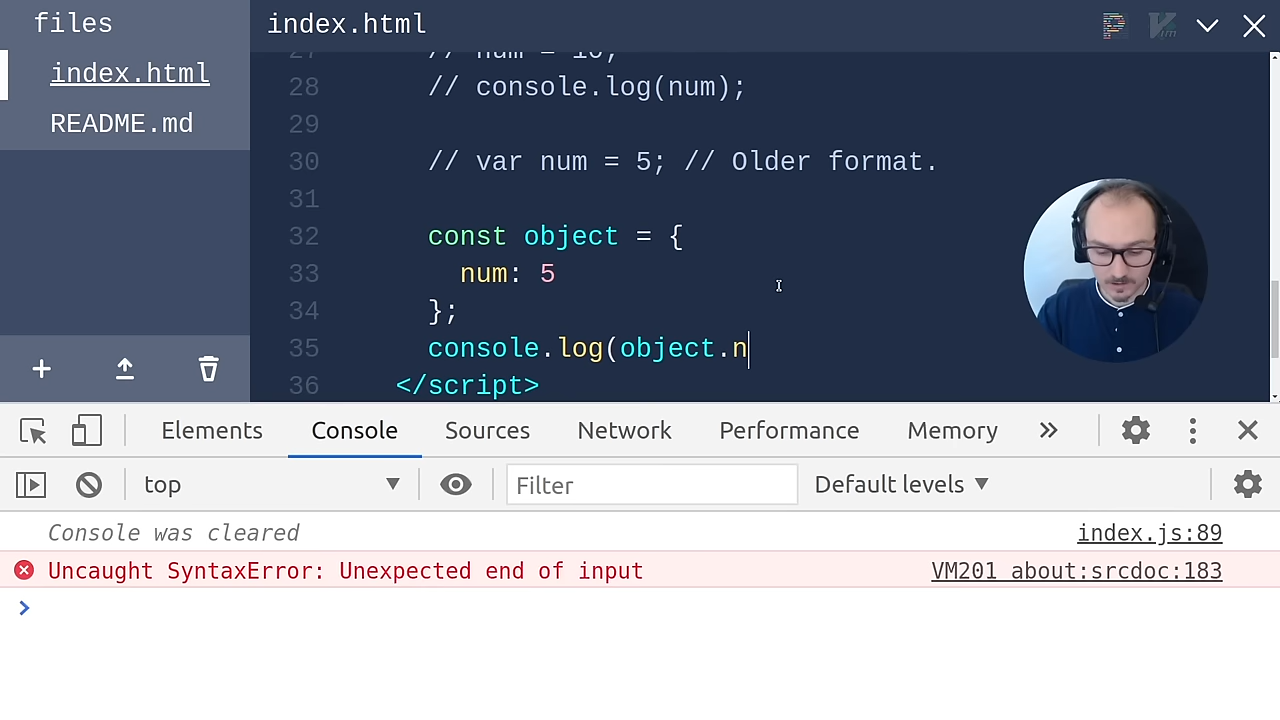 files
index.html
index.html
README.md
27 // num = 10;
28 // console.log(num);
29
30 // var num = 5; // Older format.
31
32 const object = {
33 num: 5
34 };
35 console.log(object.n
36 </script>
Elements Console Sources Network Performance Memory
top Filter Default levels
Console was cleared index.js:89
Uncaught SyntaxError: Unexpected end of input VM201 about:srcdoc:183